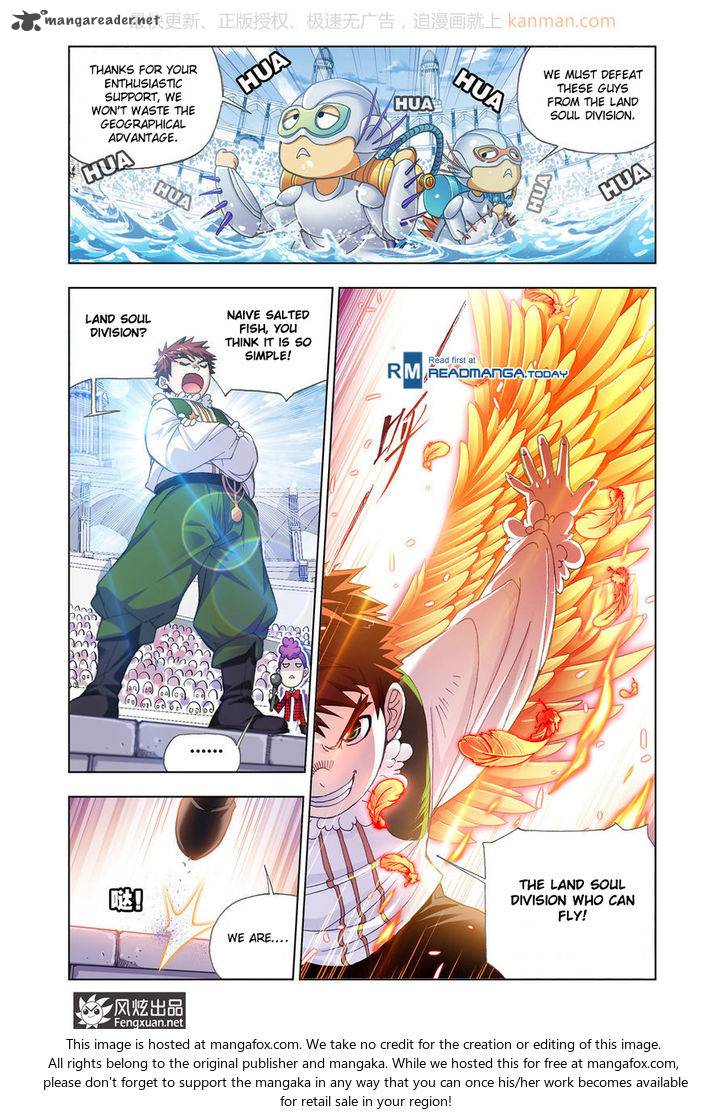 mangareader.net
最快更新、正版授权、极速无广告，追漫画就上 kanman.com
THANKS FOR YOUR
ENTHUSIASTIC
SUPPORT, WE
WON'T WASTE THE
GEOGRAPHICAL
ADVANTAGE.
HUA
HUA
HUA
WE MUST DEFEAT
THESE GUYS
FROM THE LAND
SOUL DIVISION.
HUA
HUA
HUA
HUA
LAND SOUL
DIVISION?
NAIVE SALTED
FISH, YOU
THINK IT IS SO
SIMPLE!
......
RM Read first at
READMANGA.TODAY
呼
哒!
WE ARE....
THE LAND SOUL
DIVISION WHO CAN
FLY!
风炫出品
Fengxuan.net
This image is hosted at mangafox.com. We take no credit for the creation or editing of this image.
All rights belong to the original publisher and mangaka. While we hosted this for free at mangafox.com,
please don't forget to support the mangaka in any way that you can once his/her work becomes available
for retail sale in your region!